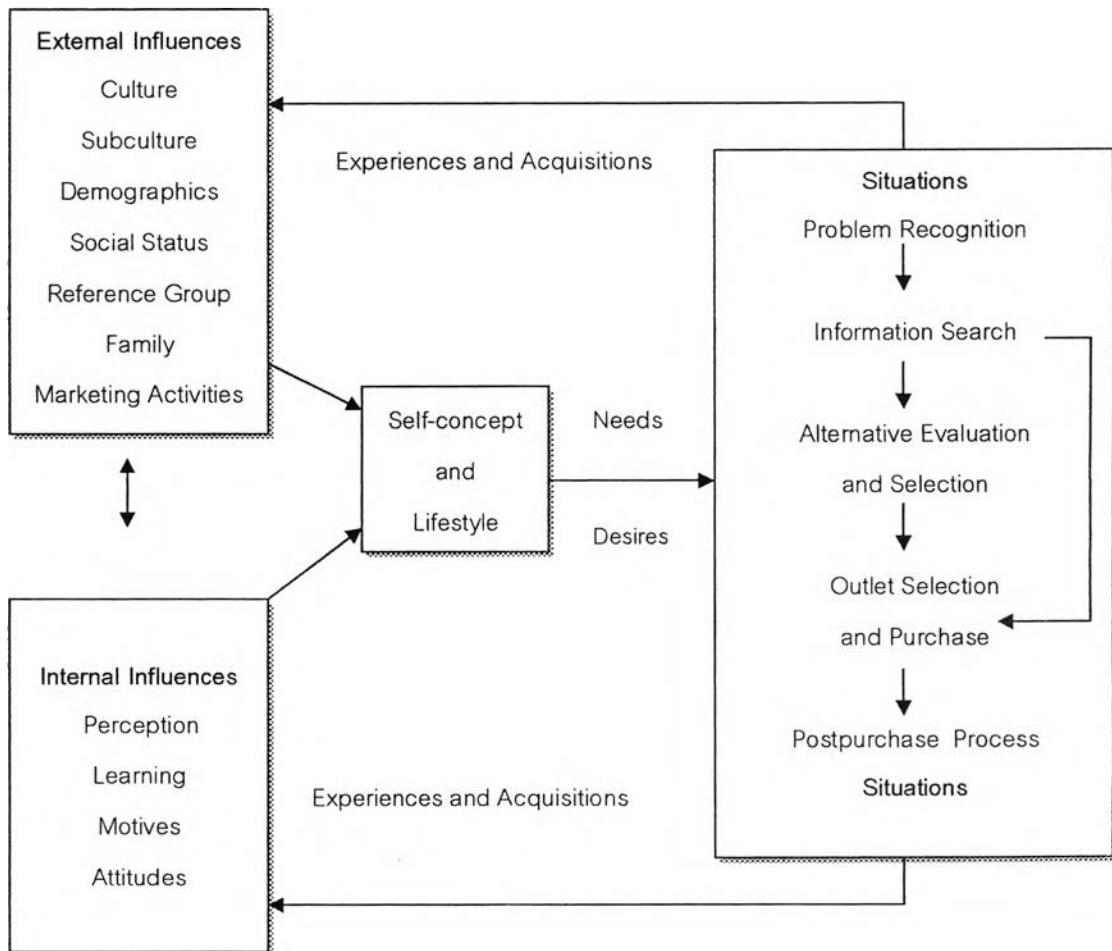 External Influences
Culture
Subculture
Demographics
Social Status
Reference Group
Family
Marketing Activities
Internal Influences
Perception
Learning
Motives
Attitudes
Self-concept
and
Lifestyle
Experiences and Acquisitions
Needs
Desires
Experiences and Acquisitions
Situations
Problem Recognition
Information Search
Alternative Evaluation
and Selection
Outlet Selection
and Purchase
Postpurchase Process
Situations